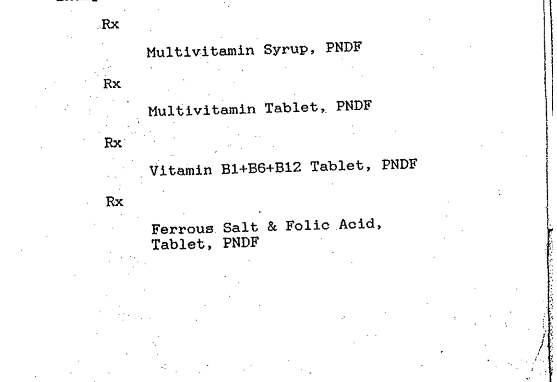 Rx
Multivitamin Syrup, PNDF
Rx
Multivitamin Tablet, PNDF
Rx
Vitamin B1+B6+B12 Tablet, PNDF
Rx
Ferrous Salt & Folic Acid,
Tablet, PNDF